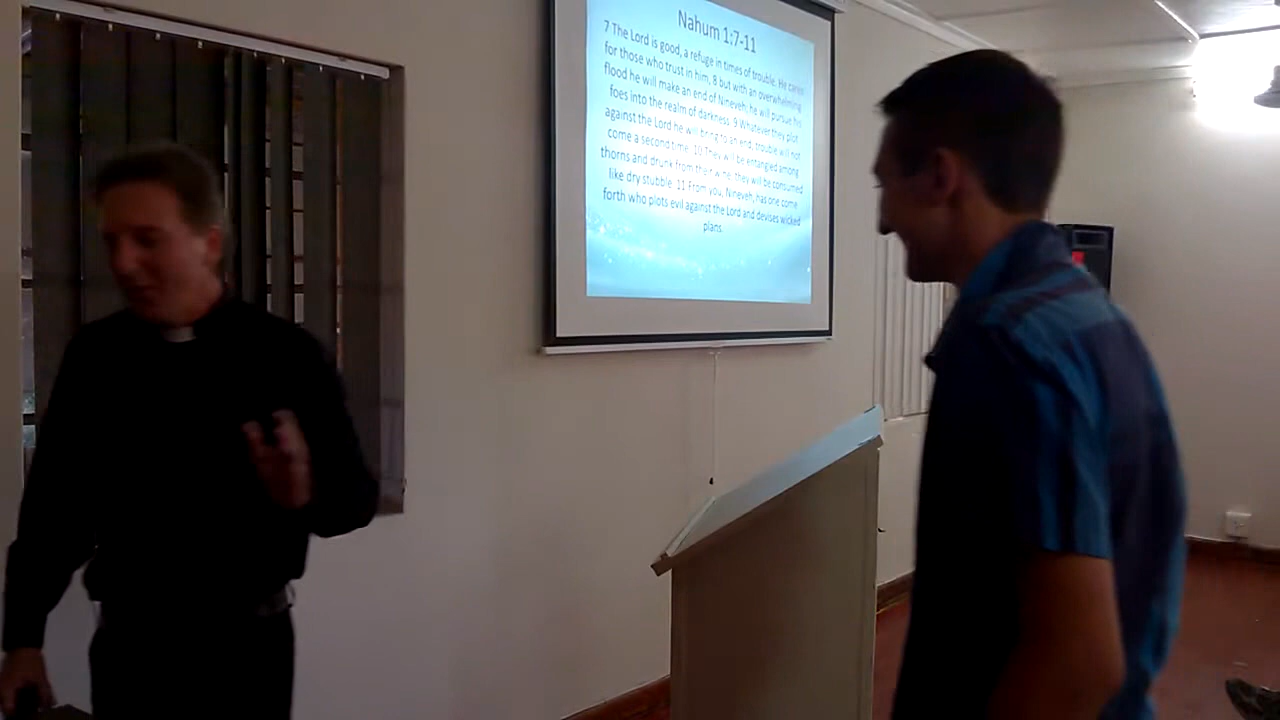 Nahum 1:7-11
7 The Lord is good, a refuge in times of trouble. He cares
for those who trust in him, 8 but with an overwhelming
flood he will make an end of Nineveh; he will pursue his
foes into the realm of darkness. 9 Whatever they plot
against the Lord he will bring to an end; trouble will not
come a second time. 10 They will be entangled among
thorns and drunk from their wine; they will be consumed
like dry stubble. 11 From you, Nineveh, has one come
forth who plots evil against the Lord and devises wicked
plans.